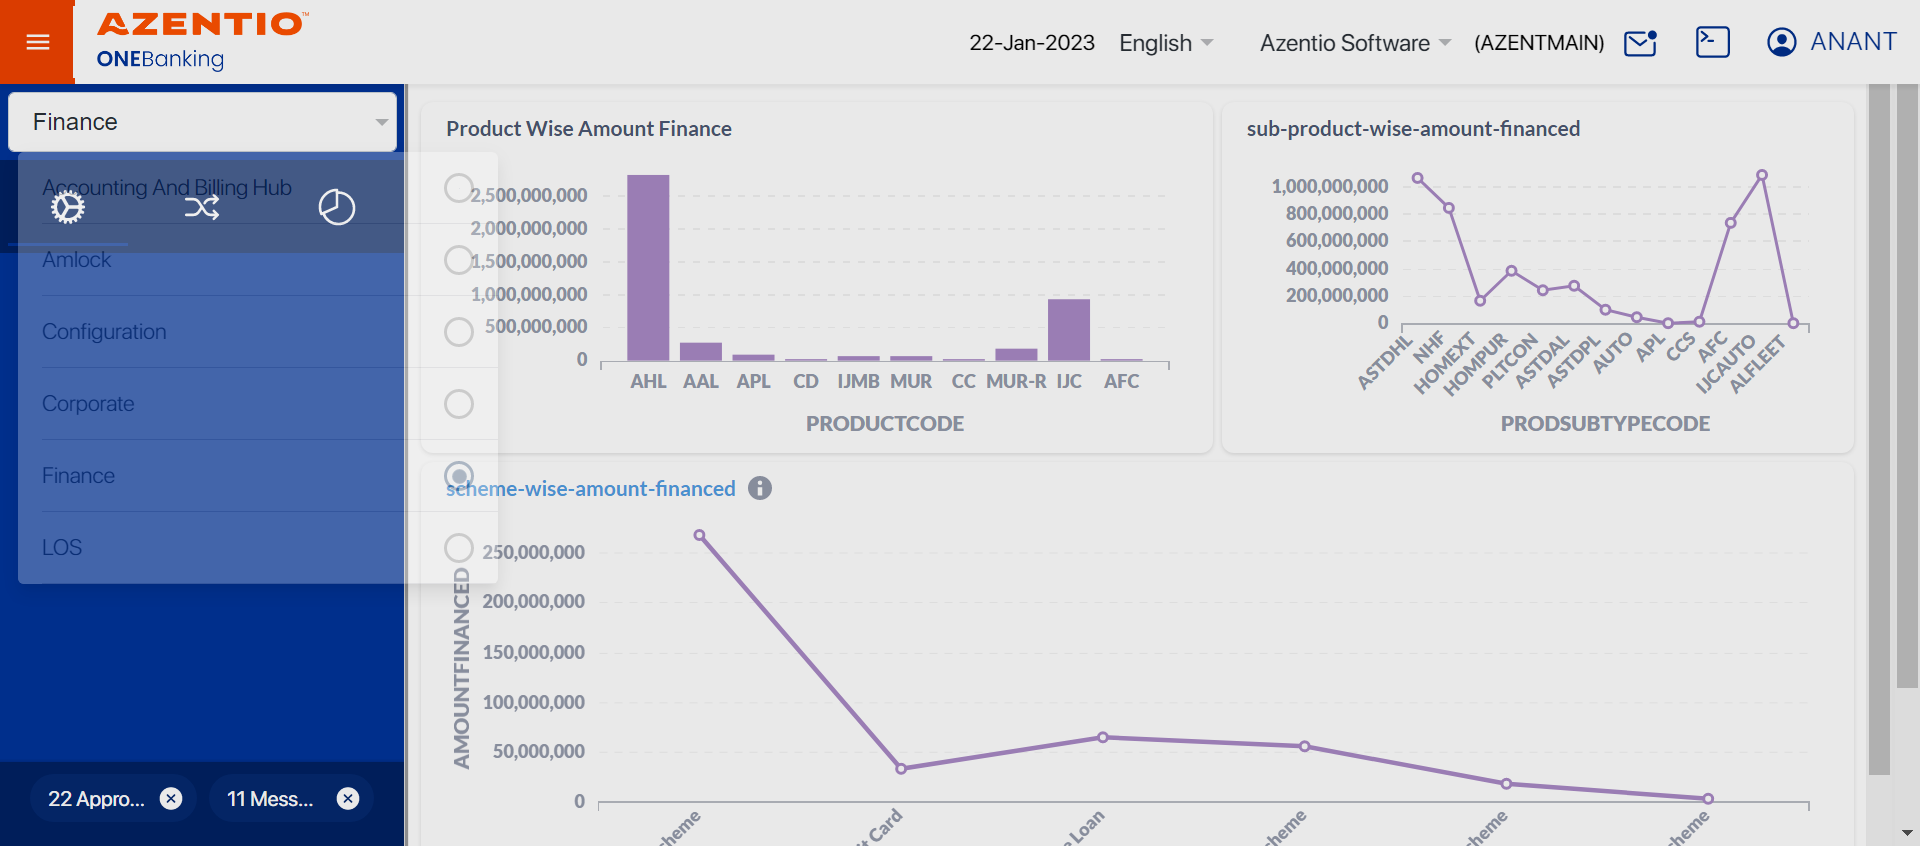 AZENTIO™
ONEBanking
22-Jan-2023
English
Azentio Software
(AZENTMAIN)
ANANT
Finance
Accounting And Billing Hub
Amlock
Configuration
Corporate
Finance
LOS
22 Appro...
11 Mess...
Product Wise Amount Finance
2,500,000,000
2,000,000,000
1,500,000,000
1,000,000,000
500,000,000
0
AHL AAL APL CD IJMB MUR CC MUR-R IJC AFC
PRODUCTCODE
sub-product-wise-amount-financed
1,000,000,000
800,000,000
600,000,000
400,000,000
200,000,000
0
ASTDHL NHF HOMEXT HOMPUR PLTCON ASTDAL ASTDPL AUTO APL CCS AFC IJCAUTO ALFLEET
PRODSUBTYPECODE
scheme-wise-amount-financed
AMOUNTFINANCED
250,000,000
200,000,000
150,000,000
100,000,000
50,000,000
0
heme
Card
Loan
heme
heme
heme